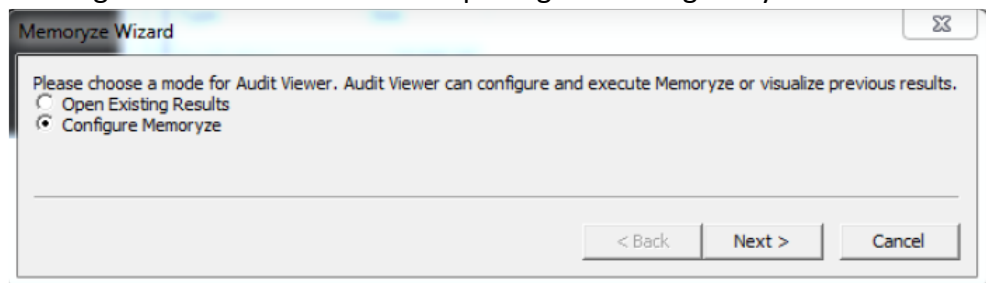 Memoryze Wizard
Please choose a mode for Audit Viewer. Audit Viewer can configure and execute Memoryze or visualize previous results.
Open Existing Results
Configure Memoryze
< Back Next > Cancel